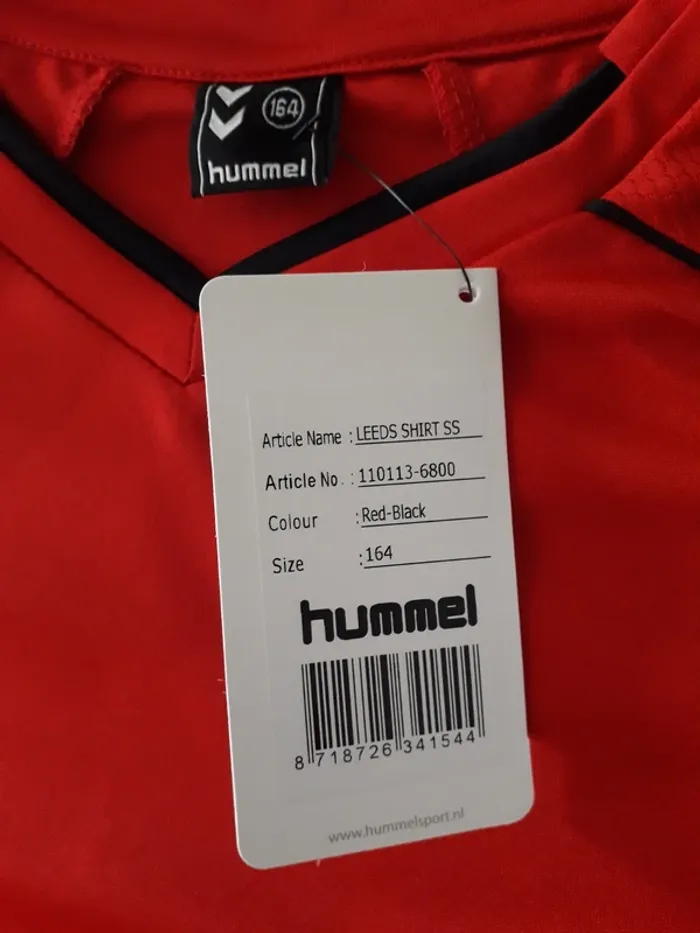 164
hummel
Article Name : LEEDS SHIRT SS
Article No. : 110113-6800
Colour : Red-Black
Size : 164
hummel
8 718726 341544
www.hummelsport.nl